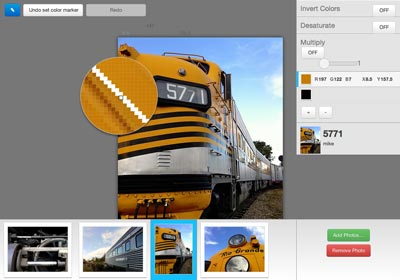 Undo set color marker
Redo
Invert Colors
OFF
Desaturate
OFF
Multiply
OFF
1
R197 G122 B7 X8.5 Y157.5
+
-
5771
5771
mike
Rio Grande
Add Photos...
Remove Photo